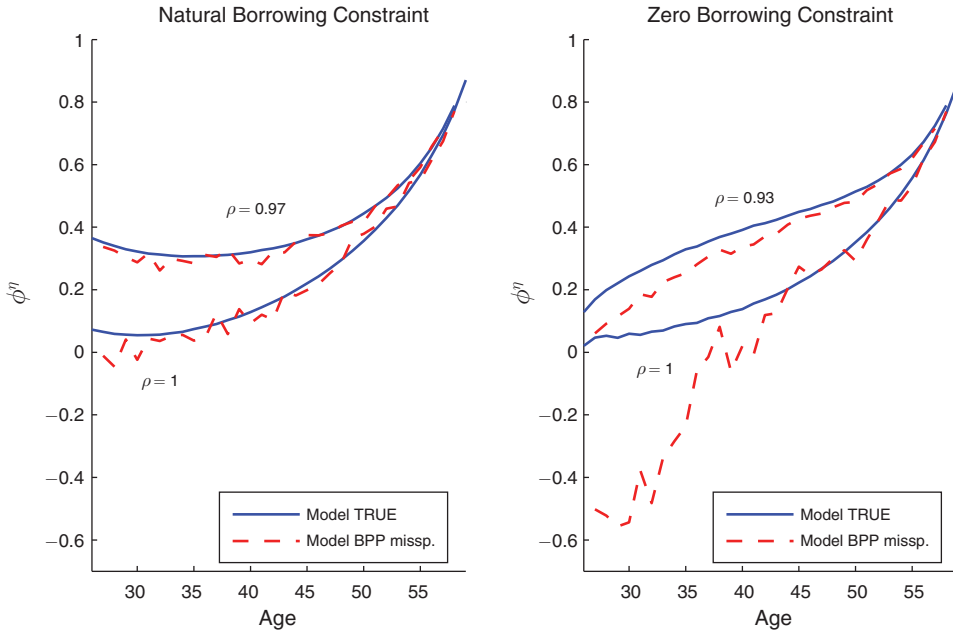 Natural Borrowing Constraint
1
0.8
0.6
0.4
0.2
0
−0.2
−0.4
−0.6
ϕ^η
ρ = 0.97
ρ = 1
Model TRUE
Model BPP missp.
30 35 40 45 50 55
Age
Zero Borrowing Constraint
1
0.8
0.6
0.4
0.2
0
−0.2
−0.4
−0.6
ϕ^η
ρ = 0.93
ρ = 1
Model TRUE
Model BPP missp.
30 35 40 45 50 55
Age